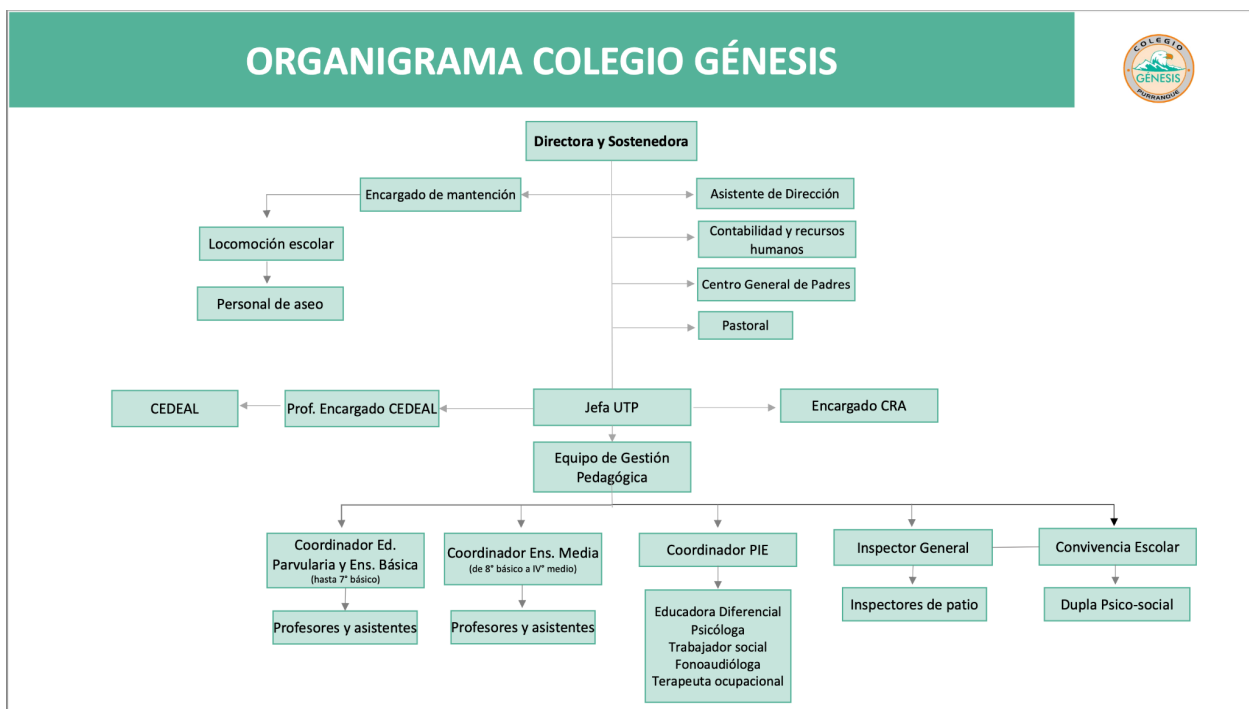 ORGANIGRAMA COLEGIO GÉNESIS
COLEGIO
GÉNESIS
PURRANQUE
Directora y Sostenedora
Encargado de mantención
Asistente de Dirección
Locomoción escolar
Contabilidad y recursos
humanos
Personal de aseo
Centro General de Padres
Pastoral
CEDEAL
Prof. Encargado CEDEAL
Jefa UTP
Encargado CRA
Equipo de Gestión
Pedagógica
Coordinador Ed.
Parvularia y Ens. Básica
(hasta 7° básico)
Coordinador Ens. Media
(de 8° básico a IV° medio)
Coordinador PIE
Inspector General
Convivencia Escolar
Profesores y asistentes
Profesores y asistentes
Educadora Diferencial
Psicóloga
Trabajador social
Fonoaudióloga
Terapeuta ocupacional
Inspectores de patio
Dupla Psico-social